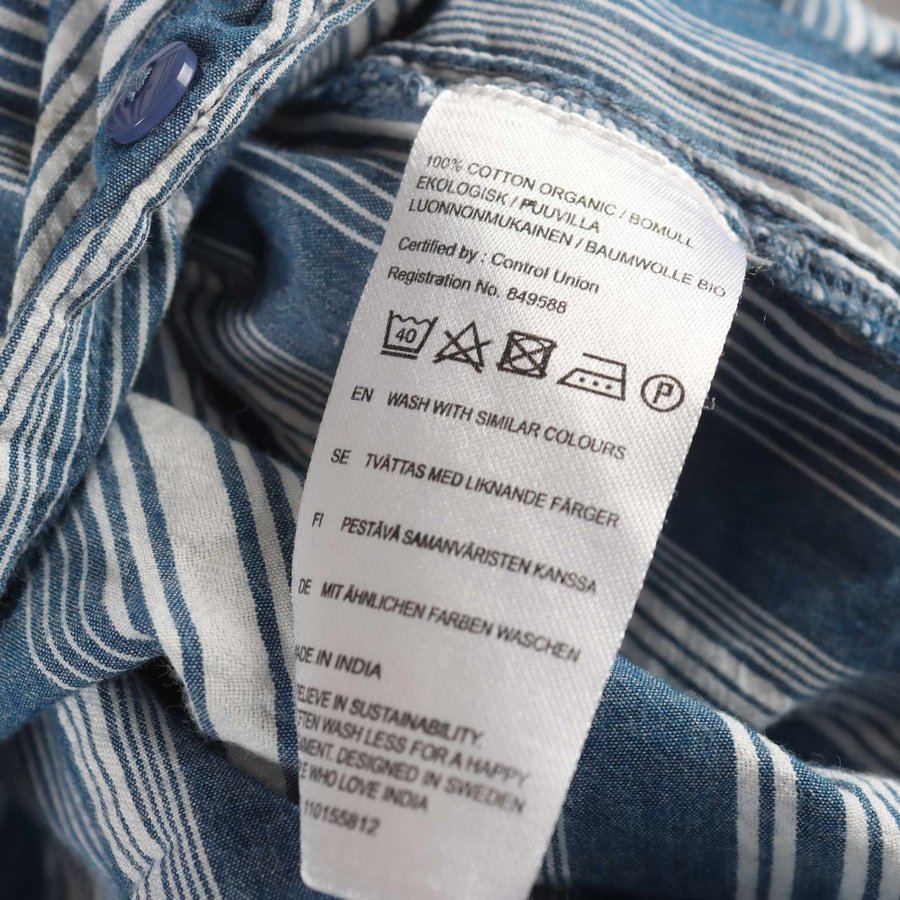 100% COTTON ORGANIC / BOMULL
EKOLOGISK / PUUVILLA
LUONNONMUKAINEN / BAUMWOLLE BIO
Certified by : Control Union
Registration No. 849588
40
P
EN WASH WITH SIMILAR COLOURS
SE TVÄTTAS MED LIKNANDE FÄRGER
FI PESTÄVÄ SAMANVÄRISTEN KANSSA
DE MIT ÄHNLICHEN FARBEN WASCHEN
ADE IN INDIA
ELIEVE IN SUSTAINABILITY.
FTEN WASH LESS FOR A HAPPY
MENT. DESIGNED IN SWEDEN
E WHO LOVE INDIA
110155812